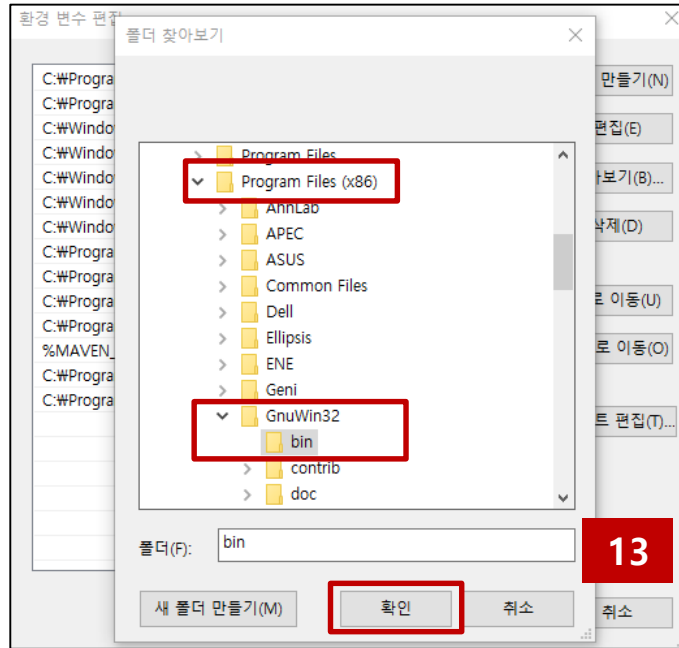 환경 변수 편집
폴더 찾아보기
C:₩Progra
C:₩Progra
C:₩Windo
C:₩Windo
C:₩Windo
C:₩Windo
C:₩Windo
C:₩Progra
C:₩Progra
C:₩Progra
C:₩Progra
%MAVEN_
C:₩Progra
C:₩Progra
Program Files
Program Files (x86)
AhnLab
APEC
ASUS
Common Files
Dell
Ellipsis
ENE
Geni
GnuWin32
bin
contrib
doc
폴더(F):
bin
새 폴더 만들기(M)
확인
취소
만들기(N)
편집(E)
보기(B)...
삭제(D)
로 이동(U)
로 이동(O)
트 편집(T)...
13
취소